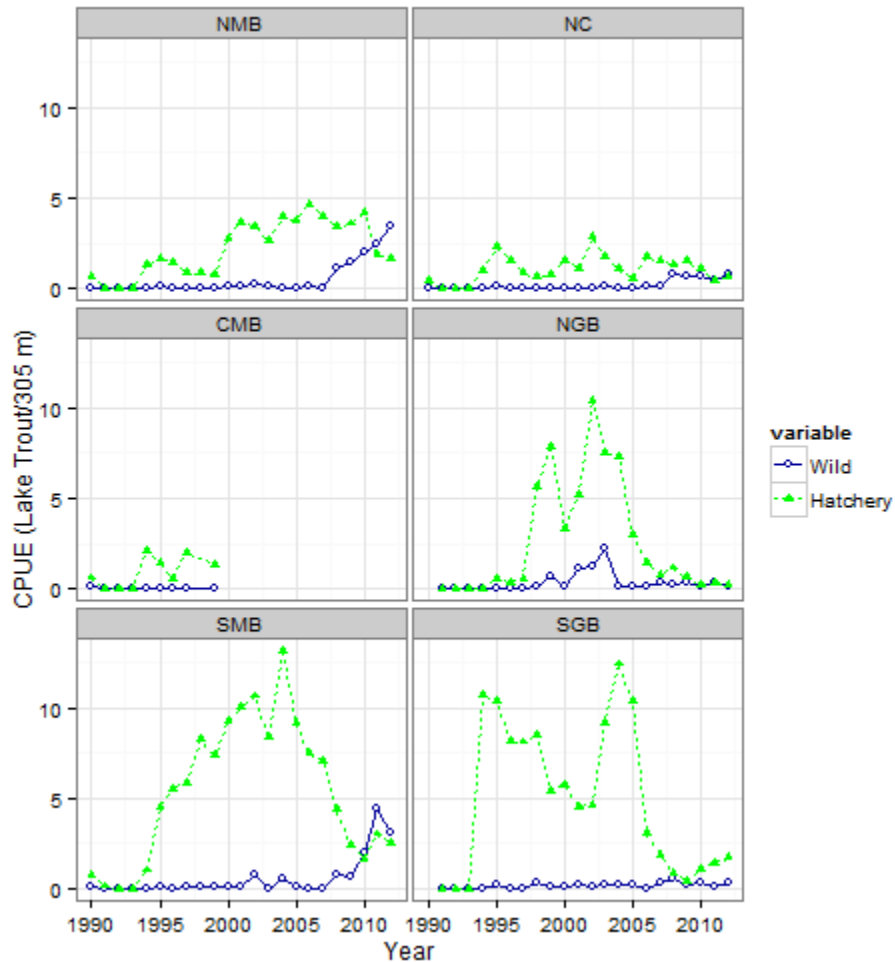 NMB NC
10
5
0
CMB NGB
10
5
0
SMB SGB
10
5
0
1990 1995 2000 2005 2010 1990 1995 2000 2005 2010
Year
CPUE (Lake Trout/305 m)
variable
Wild
Hatchery